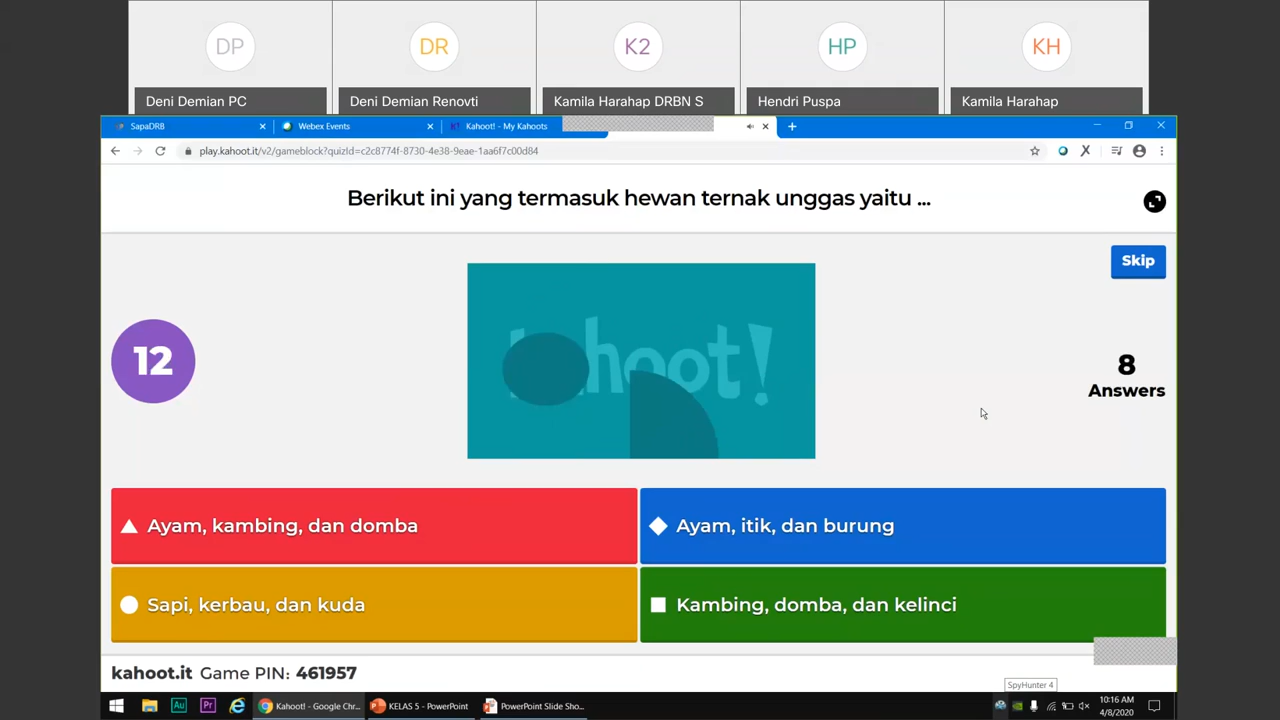 DP
DR
K2
HP
KH
Deni Demian PC
Deni Demian Renovti
Kamila Harahap DRBN S
Hendri Puspa
Kamila Harahap
SapaDRB
Webex Events
Kahoot! - My Kahoots
play.kahoot.it/v2/gameblock?quizId=c2c8774f-8730-4e38-9eae-1aa6f7c00d84
Berikut ini yang termasuk hewan ternak unggas yaitu ...
Skip
12
kahoot!
8
Answers
Ayam, kambing, dan domba
Ayam, itik, dan burung
Sapi, kerbau, dan kuda
Kambing, domba, dan kelinci
kahoot.it Game PIN: 461957
SpyHunter 4
Au
Pr
Kahoot! - Google Chr...
KELAS 5 - PowerPoint
PowerPoint Slide Sho...
10:16 AM
4/8/2020